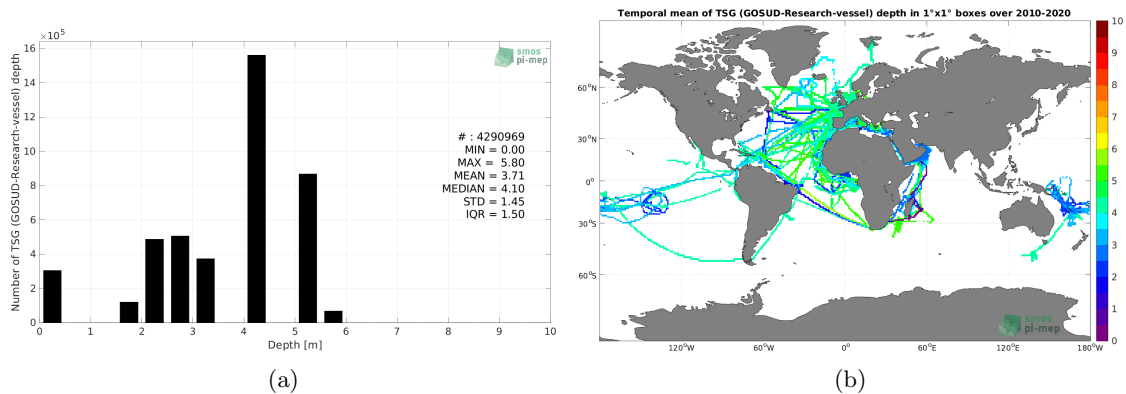 Temporal mean of TSG (GOSUD-Research-vessel) depth in 1°x1° boxes over 2010-2020
×10⁵
Number of TSG (GOSUD-Research-vessel) depth
16
14
12
10
8
6
4
2
0
smos
pi-mep
# : 4290969
MIN = 0.00
MAX = 5.80
MEAN = 3.71
MEDIAN = 4.10
STD = 1.45
IQR = 1.50
0 1 2 3 4 5 6 7 8 9 10
Depth [m]
(a)
60°N
30°N
0°
30°S
60°S
120°W 60°W 0° 60°E 120°E 180°W
smos
pi-mep
10
9
8
7
6
5
4
3
2
1
0
(b)